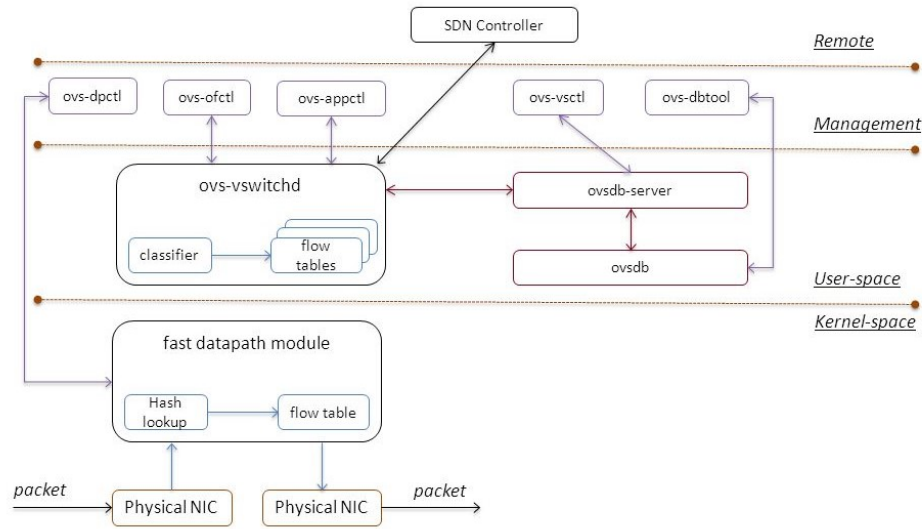 SDN Controller
Remote
ovs-dpctl
ovs-ofctl
ovs-appctl
ovs-vsctl
ovs-dbtool
Management
ovs-vswitchd
ovsdb-server
classifier
flow
tables
ovsdb
User-space
Kernel-space
fast datapath module
Hash
lookup
flow table
packet
Physical NIC
Physical NIC
packet